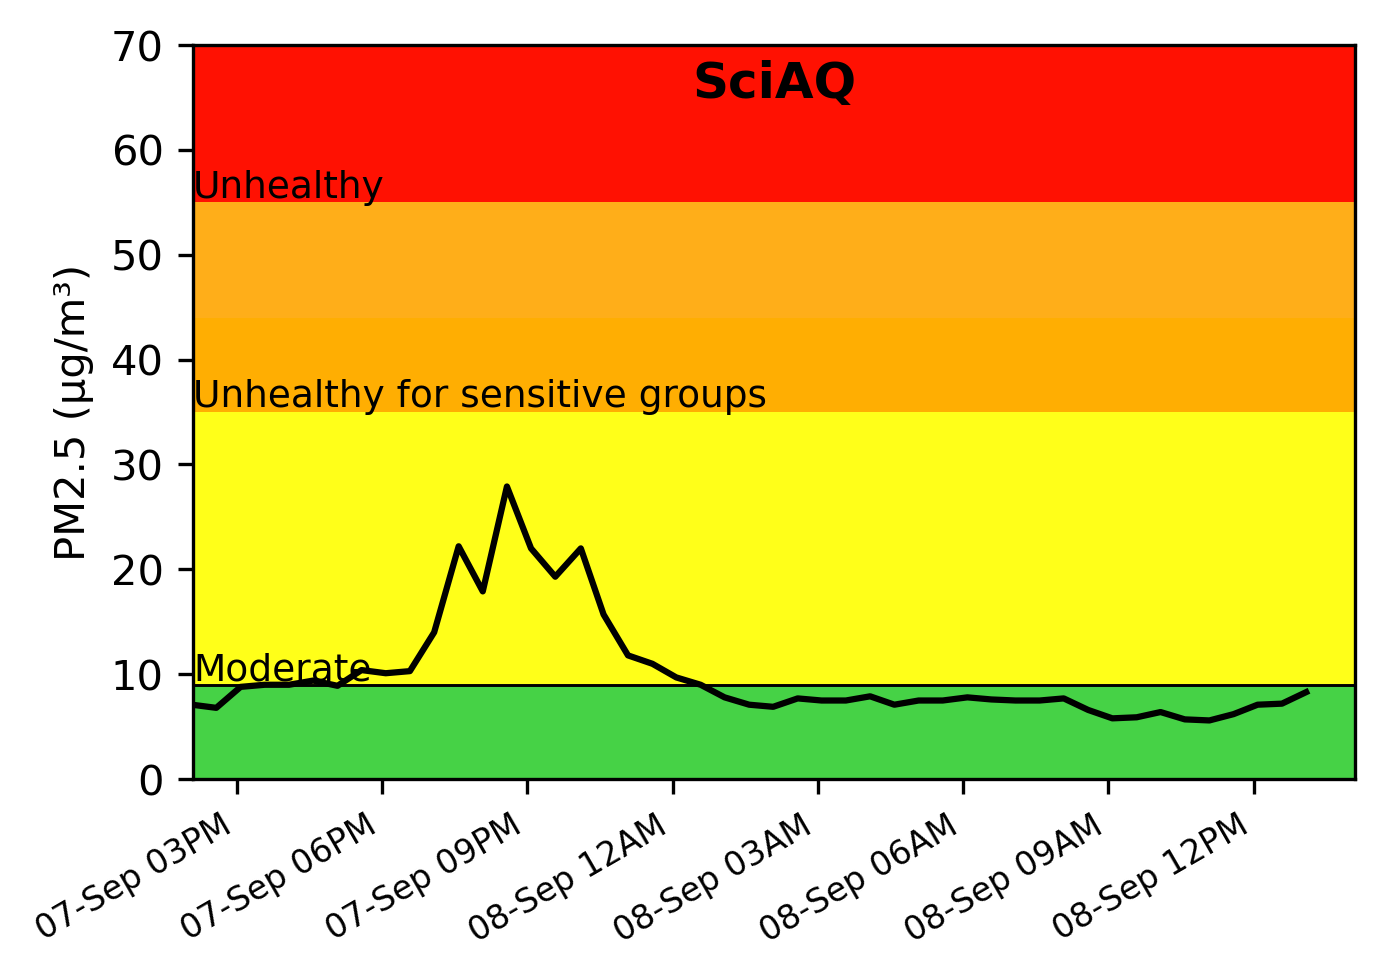 SciAQ
70
60
50
40
30
20
10
0
PM2.5 (µg/m³)
Unhealthy
Unhealthy for sensitive groups
Moderate
07-Sep 03PM
07-Sep 06PM
07-Sep 09PM
08-Sep 12AM
08-Sep 03AM
08-Sep 06AM
08-Sep 09AM
08-Sep 12PM